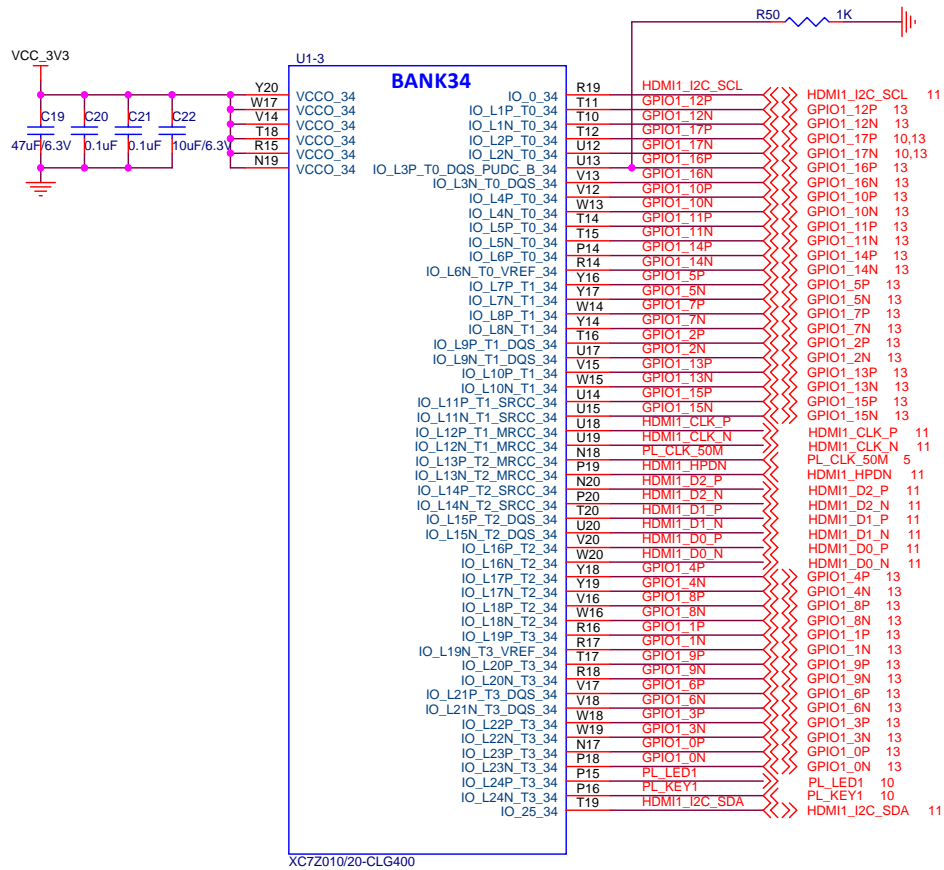 R50 1K
VCC_3V3
U1-3
BANK34
C19 C20 C21 C22
47uF/6.3V 0.1uF 0.1uF 10uF/6.3V
Y20 VCCO_34
W17 VCCO_34
V14 VCCO_34
T18 VCCO_34
R15 VCCO_34
N19 VCCO_34
IO_0_34 R19 HDMI1_I2C_SCL HDMI1_I2C_SCL 11
IO_L1P_T0_34 T11 GPIO1_12P GPIO1_12P 13
IO_L1N_T0_34 T10 GPIO1_12N GPIO1_12N 13
IO_L2P_T0_34 T12 GPIO1_17P GPIO1_17P 10,13
IO_L2N_T0_34 U12 GPIO1_17N GPIO1_17N 10,13
IO_L3P_T0_DQS_PUDC_B_34 U13 GPIO1_16P GPIO1_16P 13
IO_L3N_T0_DQS_34 V13 GPIO1_16N GPIO1_16N 13
IO_L4P_T0_34 V12 GPIO1_10P GPIO1_10P 13
IO_L4N_T0_34 W13 GPIO1_10N GPIO1_10N 13
IO_L5P_T0_34 T14 GPIO1_11P GPIO1_11P 13
IO_L5N_T0_34 T15 GPIO1_11N GPIO1_11N 13
IO_L6P_T0_34 P14 GPIO1_14P GPIO1_14P 13
IO_L6N_T0_VREF_34 R14 GPIO1_14N GPIO1_14N 13
IO_L7P_T1_34 Y16 GPIO1_5P GPIO1_5P 13
IO_L7N_T1_34 Y17 GPIO1_5N GPIO1_5N 13
IO_L8P_T1_34 W14 GPIO1_7P GPIO1_7P 13
IO_L8N_T1_34 Y14 GPIO1_7N GPIO1_7N 13
IO_L9P_T1_DQS_34 T16 GPIO1_2P GPIO1_2P 13
IO_L9N_T1_DQS_34 U17 GPIO1_2N GPIO1_2N 13
IO_L10P_T1_34 V15 GPIO1_13P GPIO1_13P 13
IO_L10N_T1_34 W15 GPIO1_13N GPIO1_13N 13
IO_L11P_T1_SRCC_34 U14 GPIO1_15P GPIO1_15P 13
IO_L11N_T1_SRCC_34 U15 GPIO1_15N GPIO1_15N 13
IO_L12P_T1_MRCC_34 U18 HDMI1_CLK_P HDMI1_CLK_P 11
IO_L12N_T1_MRCC_34 U19 HDMI1_CLK_N HDMI1_CLK_N 11
IO_L13P_T2_MRCC_34 N18 PL_CLK_50M PL_CLK_50M 5
IO_L13N_T2_MRCC_34 P19 HDMI1_HPDN HDMI1_HPDN 11
IO_L14P_T2_SRCC_34 N20 HDMI1_D2_P HDMI1_D2_P 11
IO_L14N_T2_SRCC_34 P20 HDMI1_D2_N HDMI1_D2_N 11
IO_L15P_T2_DQS_34 T20 HDMI1_D1_P HDMI1_D1_P 11
IO_L15N_T2_DQS_34 U20 HDMI1_D1_N HDMI1_D1_N 11
IO_L16P_T2_34 V20 HDMI1_D0_P HDMI1_D0_P 11
IO_L16N_T2_34 W20 HDMI1_D0_N HDMI1_D0_N 11
IO_L17P_T2_34 Y18 GPIO1_4P GPIO1_4P 13
IO_L17N_T2_34 Y19 GPIO1_4N GPIO1_4N 13
IO_L18P_T2_34 V16 GPIO1_8P GPIO1_8P 13
IO_L18N_T2_34 W16 GPIO1_8N GPIO1_8N 13
IO_L19P_T3_34 R16 GPIO1_1P GPIO1_1P 13
IO_L19N_T3_VREF_34 R17 GPIO1_1N GPIO1_1N 13
IO_L20P_T3_34 T17 GPIO1_9P GPIO1_9P 13
IO_L20N_T3_34 R18 GPIO1_9N GPIO1_9N 13
IO_L21P_T3_DQS_34 V17 GPIO1_6P GPIO1_6P 13
IO_L21N_T3_DQS_34 V18 GPIO1_6N GPIO1_6N 13
IO_L22P_T3_34 W18 GPIO1_3P GPIO1_3P 13
IO_L22N_T3_34 W19 GPIO1_3N GPIO1_3N 13
IO_L23P_T3_34 N17 GPIO1_0P GPIO1_0P 13
IO_L23N_T3_34 P18 GPIO1_0N GPIO1_0N 13
IO_L24P_T3_34 P15 PL_LED1 PL_LED1 10
IO_L24N_T3_34 P16 PL_KEY1 PL_KEY1 10
IO_25_34 T19 HDMI1_I2C_SDA HDMI1_I2C_SDA 11
XC7Z010/20-CLG400